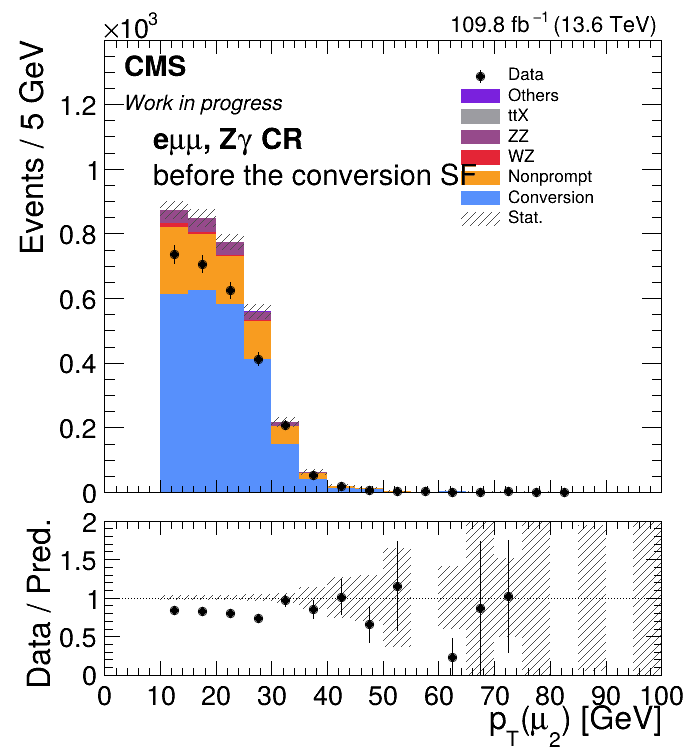 ×10³
109.8 fb⁻¹ (13.6 TeV)
CMS
Work in progress
eμμ, Zγ CR
before the conversion SF
Data
Others
ttX
ZZ
WZ
Nonprompt
Conversion
Stat.
Events / 5 GeV
1.2
1
0.8
0.6
0.4
0.2
0
Data / Pred.
2
1.5
1
0.5
0
0 10 20 30 40 50 60 70 80 90 100
p_T(μ₂) [GeV]